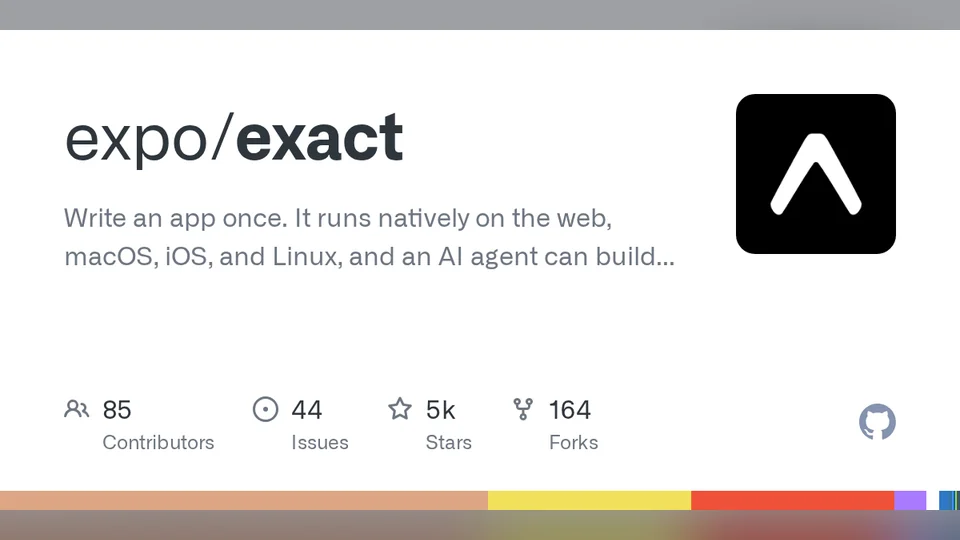 expo/exact
Write an app once. It runs natively on the web,
macOS, iOS, and Linux, and an AI agent can build...
85
Contributors
44
Issues
5k
Stars
164
Forks